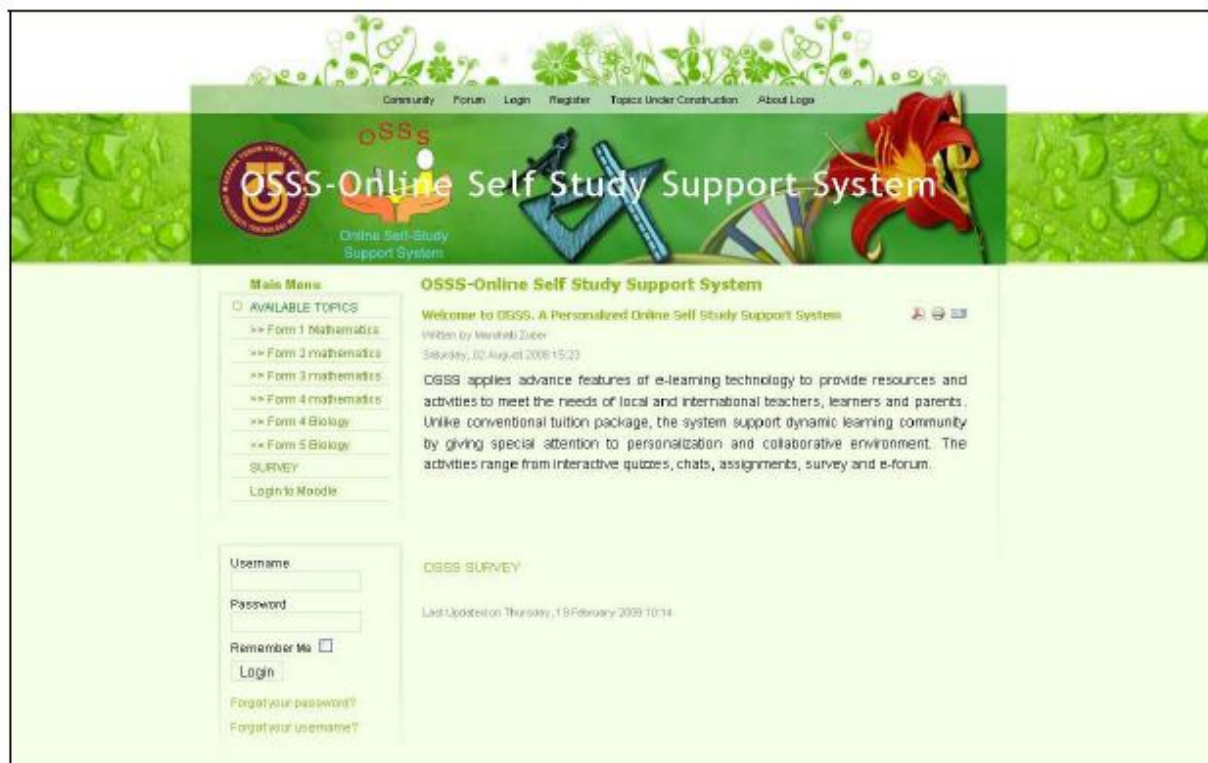 Community Forum Login Register Topics Under Construction About Logo
OSSS
OSSS-Online Self Study Support System
Online Self-Study
Support System
Main Menu
AVAILABLE TOPICS
>> Form 1 Mathematics
>> Form 2 mathematics
>> Form 3 mathematics
>> Form 4 mathematics
>> Form 4 Biology
>> Form 5 Biology
SURVEY
Login to Moodle
Username
Password
Remember Me
Login
Forgot your password?
Forgot your username?
OSSS-Online Self Study Support System
Welcome to OSSS. A Personalized Online Self Study Support System
Written by
Saturday, 02 August 2008 15:23
OSSS applies advance features of e-learning technology to provide resources and
activities to meet the needs of local and international teachers, learners and parents.
Unlike conventional tuition package, the system support dynamic learning community
by giving special attention to personalization and collaborative environment. The
activities range from interactive quizzes, chats, assignments, survey and e-forum.
OSSS SURVEY
Last Updated on Thursday, 19 February 2009 10:14